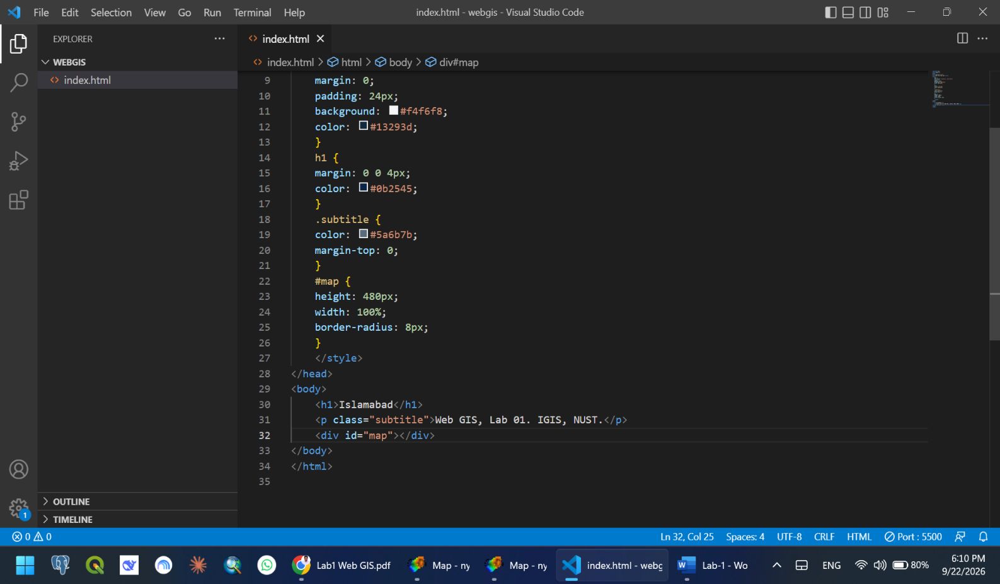 File Edit Selection View Go Run Terminal Help
index.html - webgis - Visual Studio Code
EXPLORER
index.html
WEBGIS
index.html > html > body > div#map
index.html
9 margin: 0;
10 padding: 24px;
11 background: #f4f6f8;
12 color: #13293d;
13 }
14 h1 {
15 margin: 0 0 4px;
16 color: #0b2545;
17 }
18 .subtitle {
19 color: #5a6b7b;
20 margin-top: 0;
21 }
22 #map {
23 height: 480px;
24 width: 100%;
25 border-radius: 8px;
26 }
27 </style>
28 </head>
29 <body>
30 <h1>Islamabad</h1>
31 <p class="subtitle">Web GIS, Lab 01. IGIS, NUST.</p>
32 <div id="map"></div>
33 </body>
34 </html>
35
OUTLINE
TIMELINE
1
0 0
Ln 32, Col 25 Spaces: 4 UTF-8 CRLF HTML Port : 5500
Lab1 Web GIS.pdf
Map - ny
Map - ny
index.html - webg
Lab-1 - Wo
ENG
80%
6:10 PM
9/22/2026